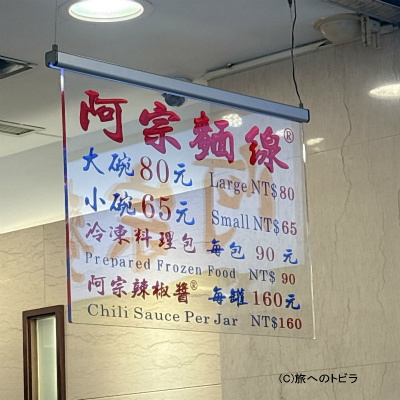 阿宗麵線®
大碗80元 Large NT$80
小碗65元 Small NT$65
冷凍料理包 每包 90 元
Prepared Frozen Food NT$ 90
阿宗辣椒醬® 每罐160元
Chili Sauce Per Jar NT$160
(C)旅へのトビラ